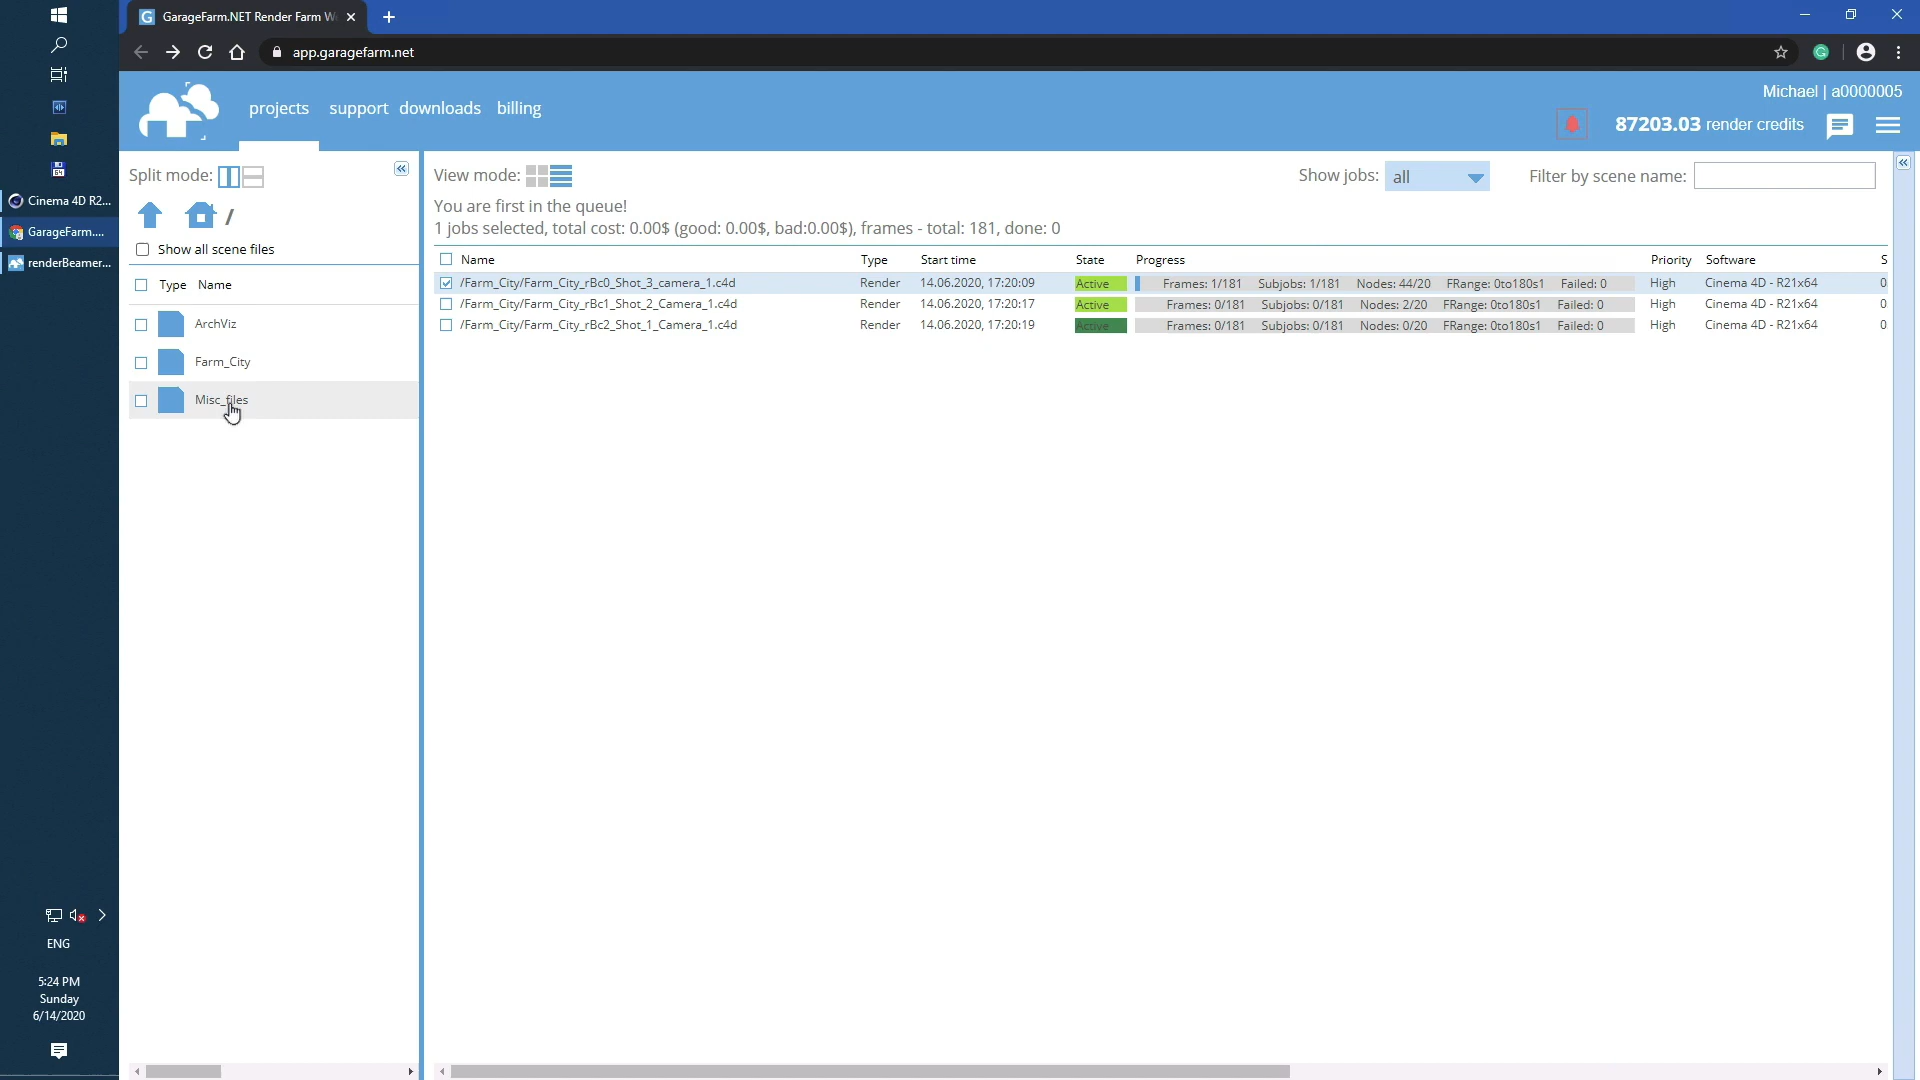 GarageFarm.NET Render Farm W
app.garagefarm.net
Cinema 4D R2...
GarageFarm....
renderBeamer...
ENG
5:24 PM
Sunday
6/14/2020
projects support downloads billing
Michael | a0000005
87203.03 render credits
Split mode:
/
Show all scene files
Type Name
ArchViz
Farm_City
Misc_files
View mode:
Show jobs: all
Filter by scene name:
You are first in the queue!
1 jobs selected, total cost: 0.00$ (good: 0.00$, bad:0.00$), frames - total: 181, done: 0
Name Type Start time State Progress Priority Software S
/Farm_City/Farm_City_rBc0_Shot_3_camera_1.c4d Render 14.06.2020, 17:20:09 Active Frames: 1/181 Subjobs: 1/181 Nodes: 44/20 FRange: 0to180s1 Failed: 0 High Cinema 4D - R21x64 0
/Farm_City/Farm_City_rBc1_Shot_2_Camera_1.c4d Render 14.06.2020, 17:20:17 Active Frames: 0/181 Subjobs: 0/181 Nodes: 2/20 FRange: 0to180s1 Failed: 0 High Cinema 4D - R21x64 0
/Farm_City/Farm_City_rBc2_Shot_1_Camera_1.c4d Render 14.06.2020, 17:20:19 Active Frames: 0/181 Subjobs: 0/181 Nodes: 0/20 FRange: 0to180s1 Failed: 0 High Cinema 4D - R21x64 0